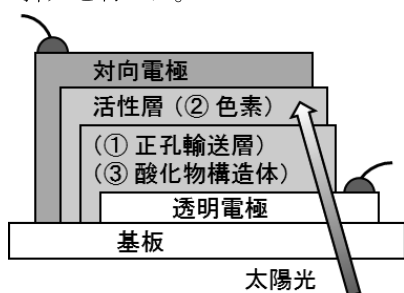 対向電極
活性層（② 色素）
（① 正孔輸送層）
（③ 酸化物構造体）
透明電極
基板
太陽光